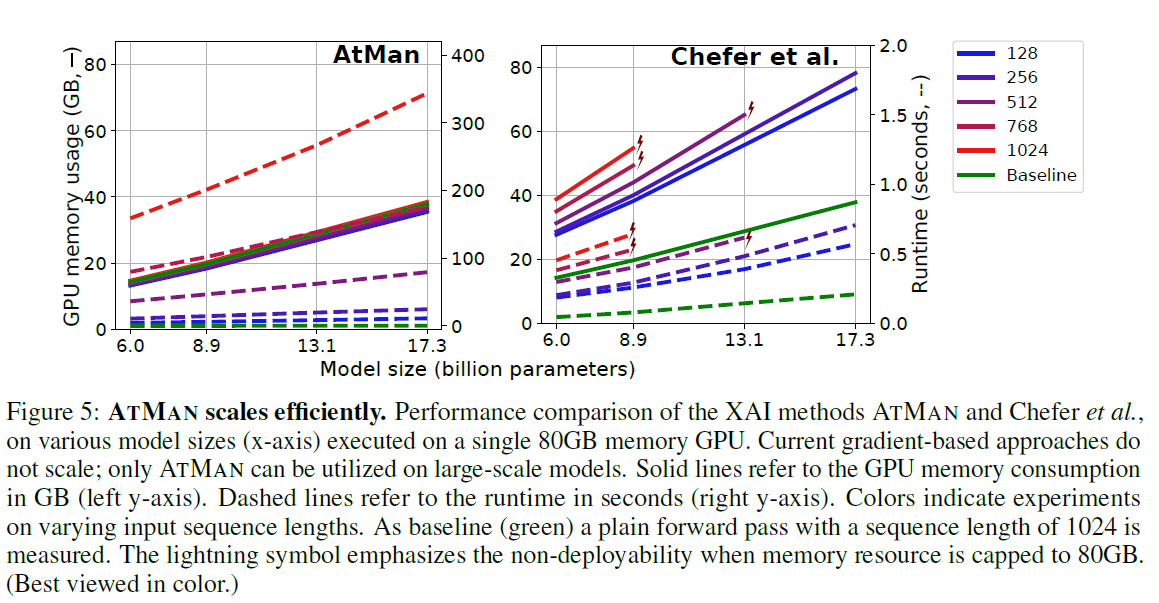 AtMan
Chefer et al.
GPU memory usage (GB, —)
80
60
40
20
0
400
300
200
100
0
6.0 8.9 13.1 17.3
80
60
40
20
0
2.0
1.5
1.0
0.5
0.0
6.0 8.9 13.1 17.3
Runtime (seconds, --)
Model size (billion parameters)
128
256
512
768
1024
Baseline
Figure 5: ATMAN scales efficiently. Performance comparison of the XAI methods ATMAN and Chefer et al.,
on various model sizes (x-axis) executed on a single 80GB memory GPU. Current gradient-based approaches do
not scale; only ATMAN can be utilized on large-scale models. Solid lines refer to the GPU memory consumption
in GB (left y-axis). Dashed lines refer to the runtime in seconds (right y-axis). Colors indicate experiments
on varying input sequence lengths. As baseline (green) a plain forward pass with a sequence length of 1024 is
measured. The lightning symbol emphasizes the non-deployability when memory resource is capped to 80GB.
(Best viewed in color.)